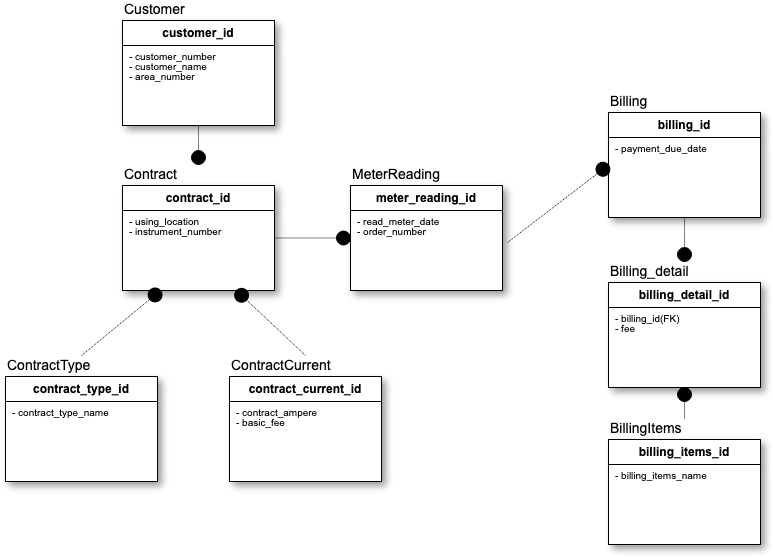 Customer
customer_id
- customer_number
- customer_name
- area_number
Contract
contract_id
- using_location
- instrument_number
MeterReading
meter_reading_id
- read_meter_date
- order_number
Billing
billing_id
- payment_due_date
Billing_detail
billing_detail_id
- billing_id(FK)
- fee
ContractType
contract_type_id
- contract_type_name
ContractCurrent
contract_current_id
- contract_ampere
- basic_fee
BillingItems
billing_items_id
- billing_items_name